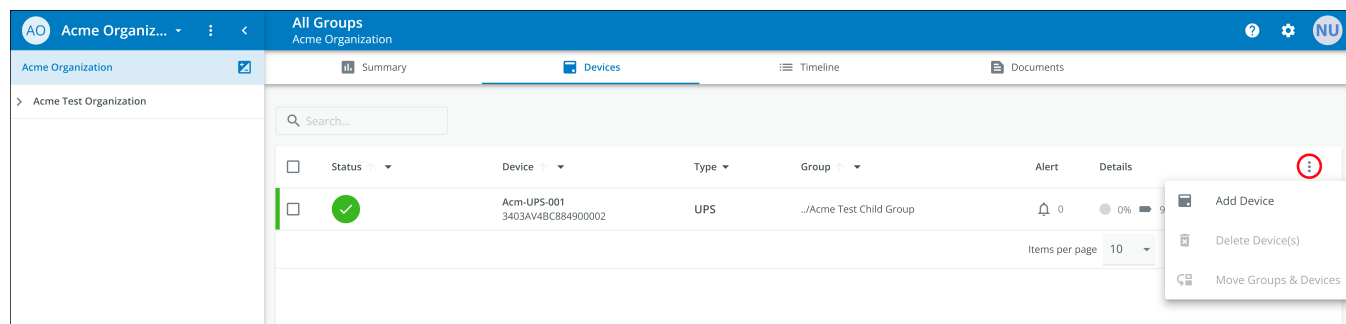 AO Acme Organiz...
All Groups
Acme Organization
NU
Acme Organization
Summary Devices Timeline Documents
Acme Test Organization
Search...
Status Device Type Group Alert Details
Acm-UPS-001
3403AV4BC884900002
UPS ../Acme Test Child Group 0 0% 9
Add Device
Delete Device(s)
Items per page 10
Move Groups & Devices